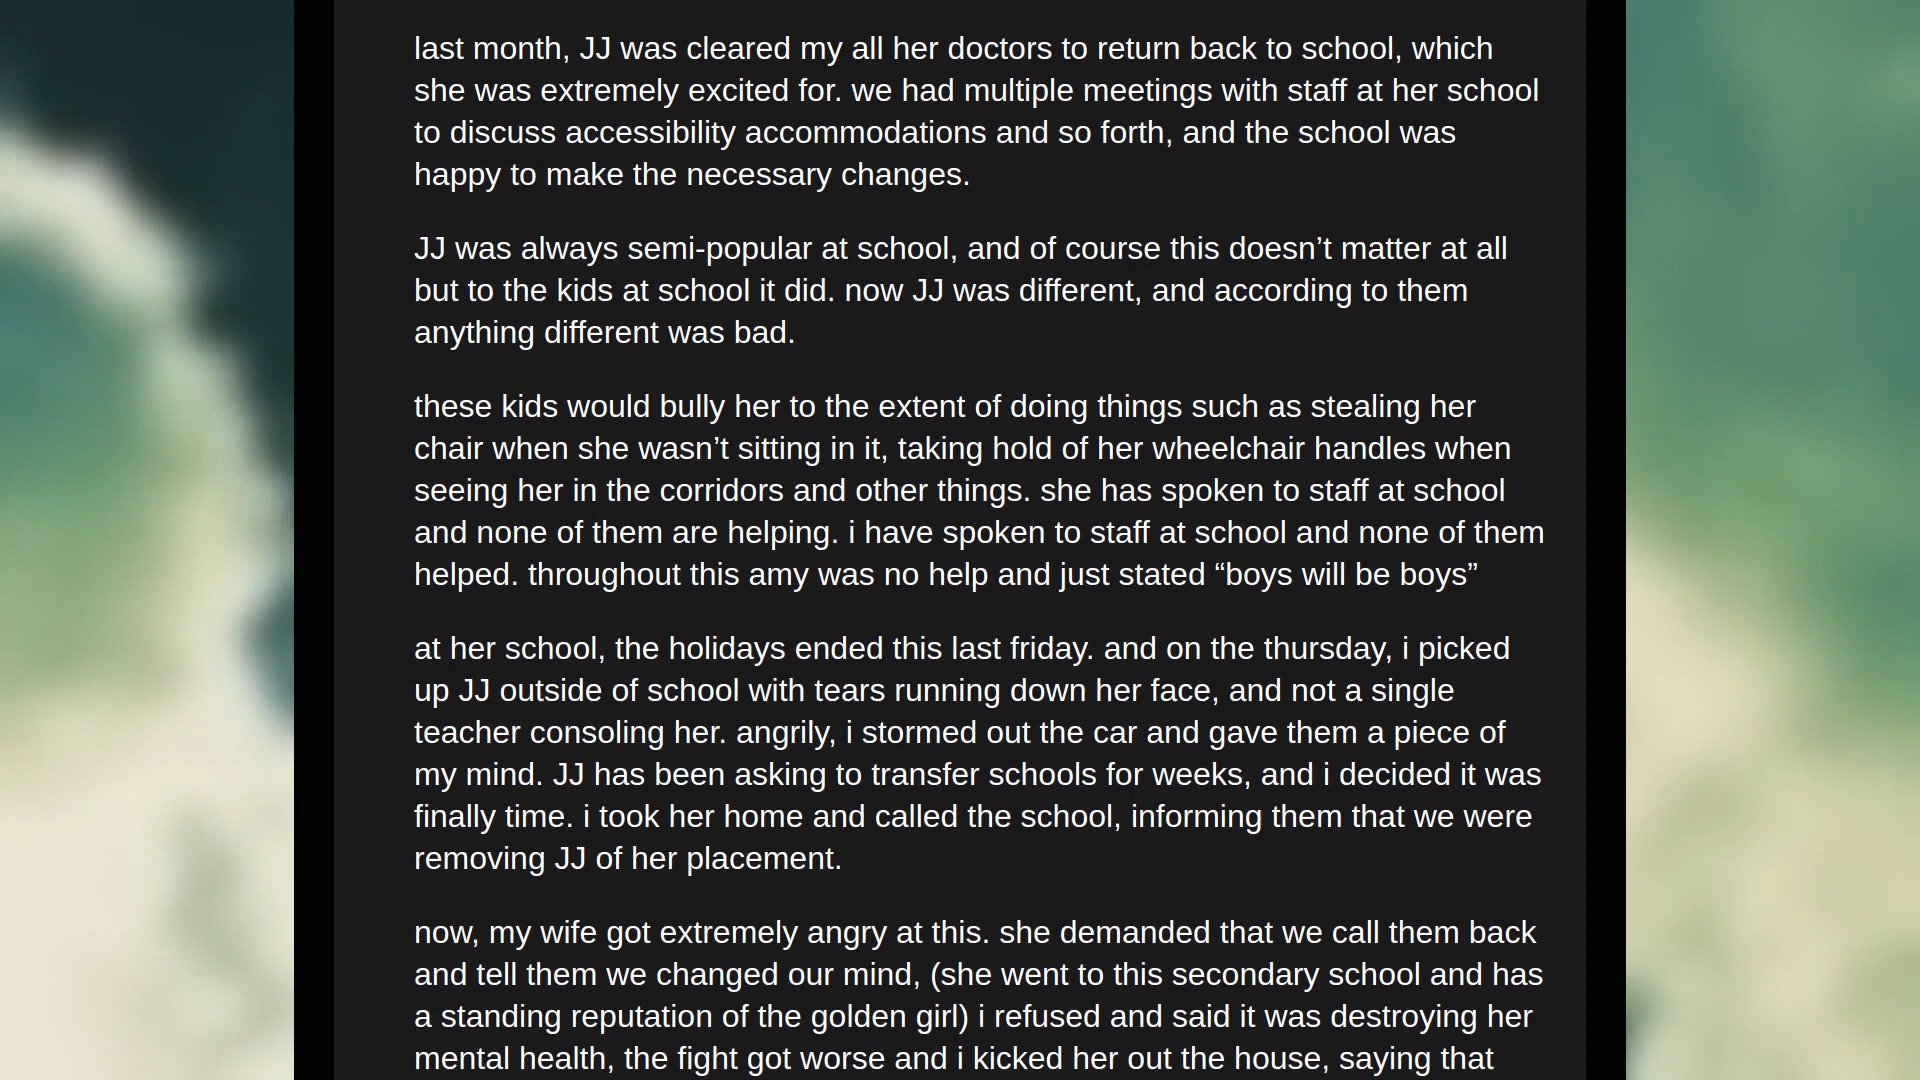 last month, JJ was cleared my all her doctors to return back to school, which
she was extremely excited for. we had multiple meetings with staff at her school
to discuss accessibility accommodations and so forth, and the school was
happy to make the necessary changes.
JJ was always semi-popular at school, and of course this doesn’t matter at all
but to the kids at school it did. now JJ was different, and according to them
anything different was bad.
these kids would bully her to the extent of doing things such as stealing her
chair when she wasn’t sitting in it, taking hold of her wheelchair handles when
seeing her in the corridors and other things. she has spoken to staff at school
and none of them are helping. i have spoken to staff at school and none of them
helped. throughout this amy was no help and just stated “boys will be boys”
at her school, the holidays ended this last friday. and on the thursday, i picked
up JJ outside of school with tears running down her face, and not a single
teacher consoling her. angrily, i stormed out the car and gave them a piece of
my mind. JJ has been asking to transfer schools for weeks, and i decided it was
finally time. i took her home and called the school, informing them that we were
removing JJ of her placement.
now, my wife got extremely angry at this. she demanded that we call them back
and tell them we changed our mind, (she went to this secondary school and has
a standing reputation of the golden girl) i refused and said it was destroying her
mental health, the fight got worse and i kicked her out the house, saying that